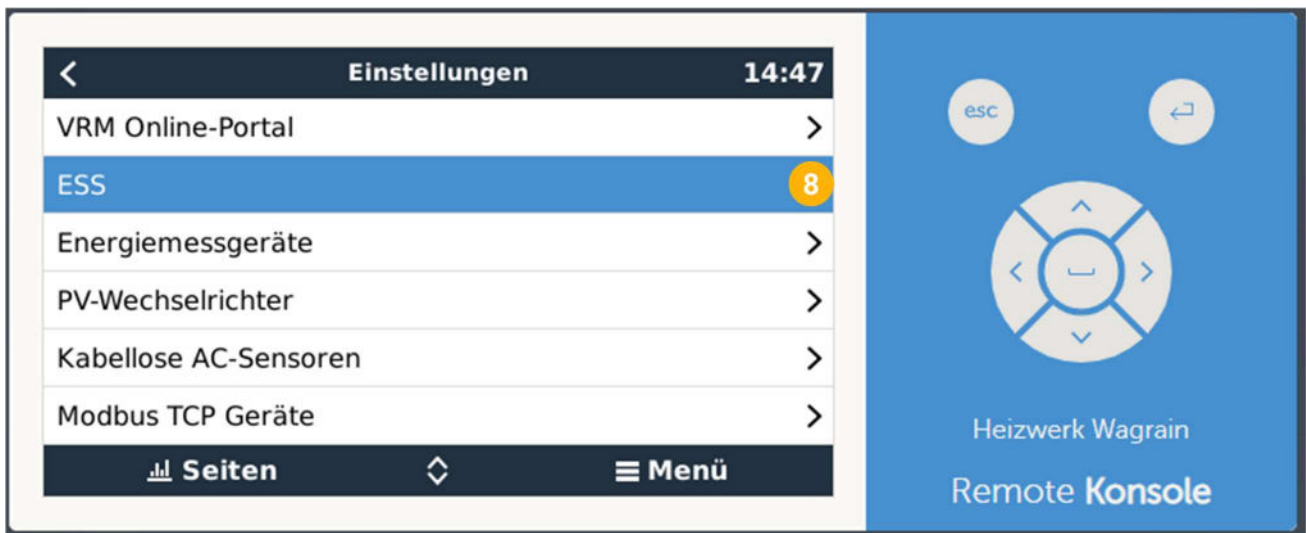 Einstellungen 14:47
VRM Online-Portal
ESS 8
Energiemessgeräte
PV-Wechselrichter
Kabellose AC-Sensoren
Modbus TCP Geräte
Seiten Menü
esc
Heizwerk Wagrain
Remote Konsole